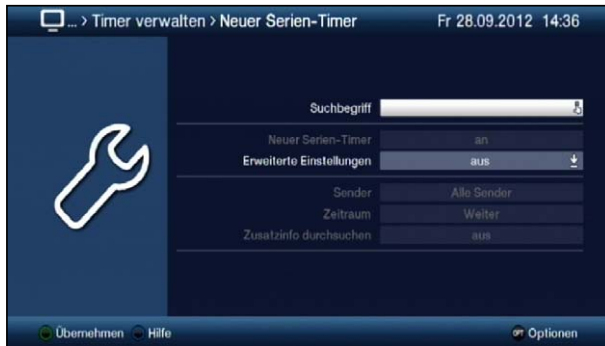 ... > Timer verwalten > Neuer Serien-Timer Fr 28.09.2012 14:36
Suchbegriff
Neuer Serien-Timer an
Erweiterte Einstellungen aus
Sender Alle Sender
Zeitraum Weiter
Zusatzinfo durchsuchen aus
Übernehmen Hilfe OPT Optionen